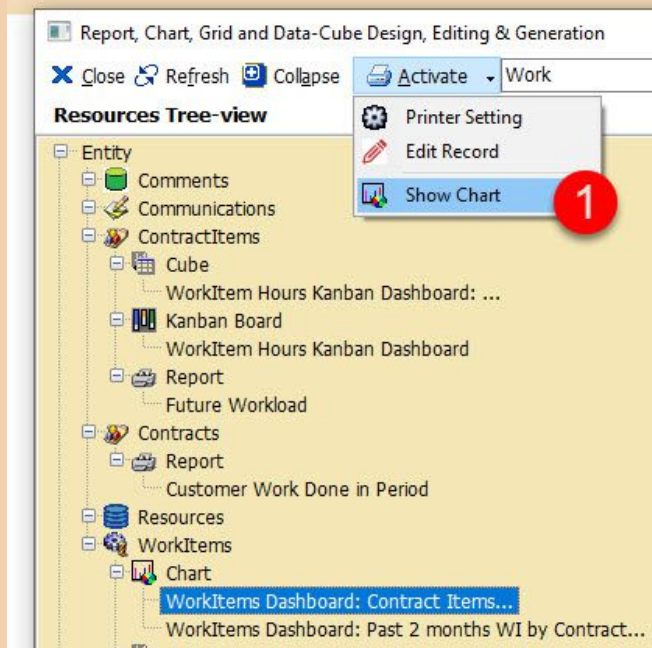 Report, Chart, Grid and Data-Cube Design, Editing & Generation
Close Refresh Collapse Activate Work
Resources Tree-view
Printer Setting
Edit Record
Show Chart
1
Entity
Comments
Communications
ContractItems
Cube
WorkItem Hours Kanban Dashboard: ...
Kanban Board
WorkItem Hours Kanban Dashboard
Report
Future Workload
Contracts
Report
Customer Work Done in Period
Resources
WorkItems
Chart
WorkItems Dashboard: Contract Items...
WorkItems Dashboard: Past 2 months WI by Contract...